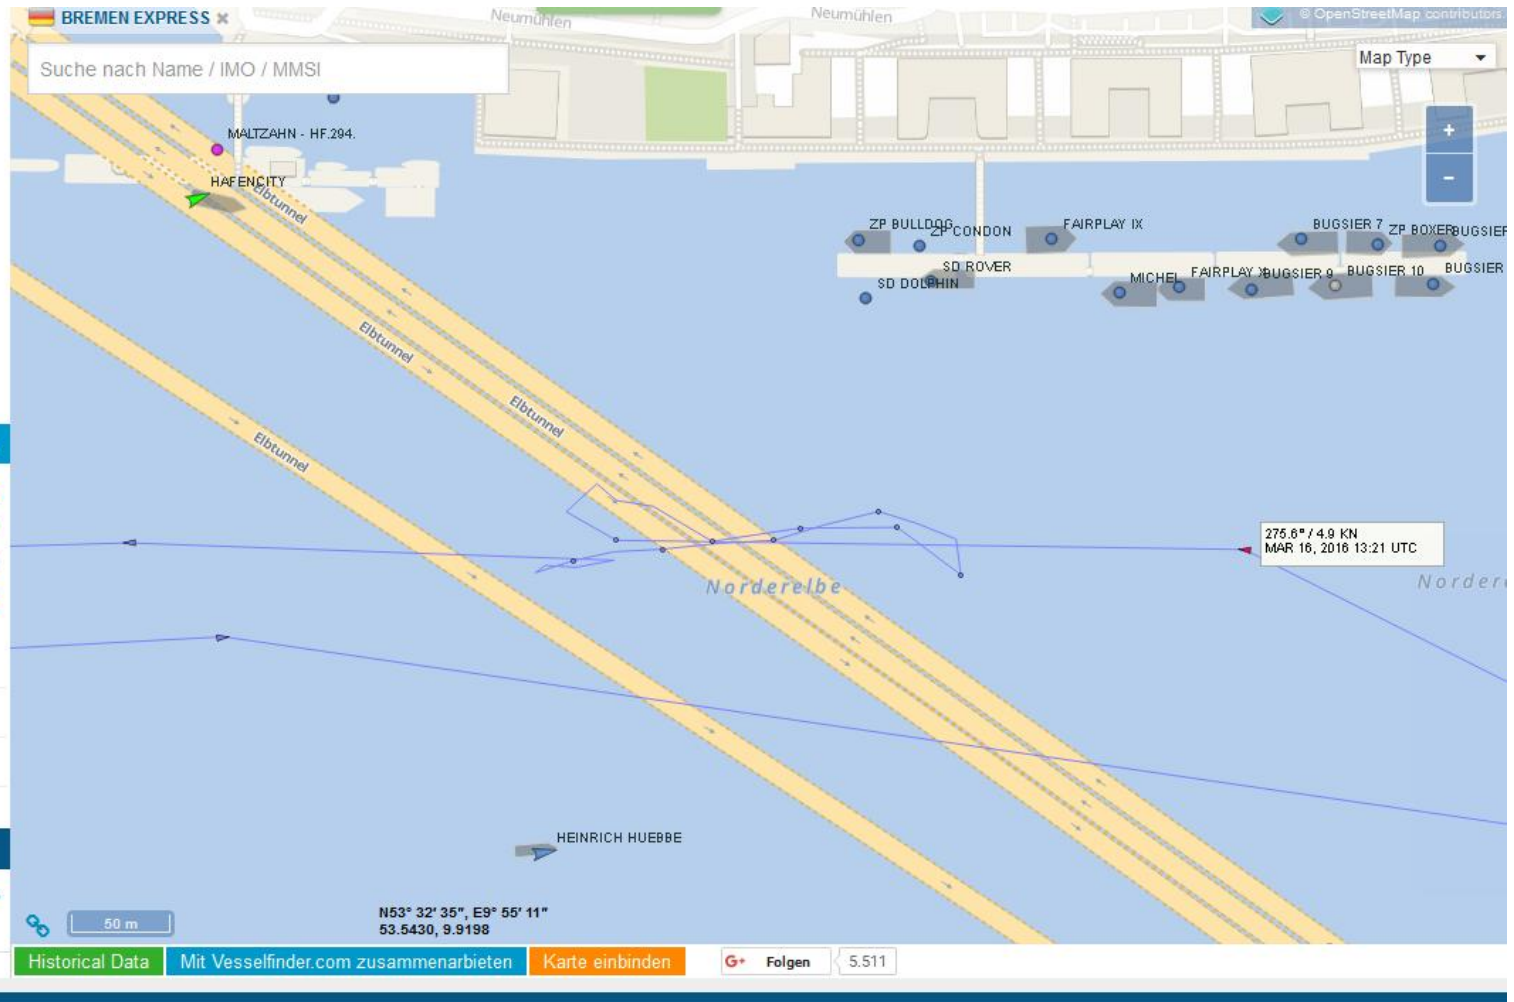 BREMEN EXPRESS ×
Neumühlen
Neumühlen
© OpenStreetMap contributors.
Suche nach Name / IMO / MMSI
Map Type
+
-
MALTZAHN - HF.294.
HAFENCITY
Elbtunnel
ZP BULLDOG
ZP CONDON
FAIRPLAY IX
BUGSIER 7
ZP BOXER
BUGSIER
SD ROVER
SD DOLPHIN
MICHEL
FAIRPLAY
BUGSIER 9
BUGSIER 10
BUGSIER
Elbtunnel
Elbtunnel
Elbtunnel
275.6° / 4.9 KN
MAR 16, 2016 13:21 UTC
Norderelbe
Nordere
HEINRICH HUEBBE
50 m
N53° 32' 35", E9° 55' 11"
53.5430, 9.9198
Historical Data
Mit Vesselfinder.com zusammenarbeiten
Karte einbinden
G+ Folgen
5.511